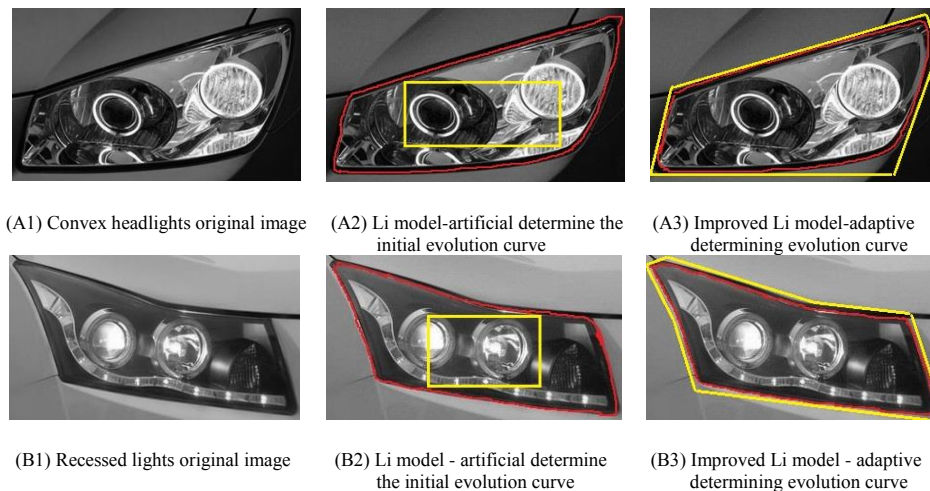 (A1) Convex headlights original image
(A2) Li model-artificial determine the
initial evolution curve
(A3) Improved Li model-adaptive
determining evolution curve
(B1) Recessed lights original image
(B2) Li model - artificial determine
the initial evolution curve
(B3) Improved Li model - adaptive
determining evolution curve